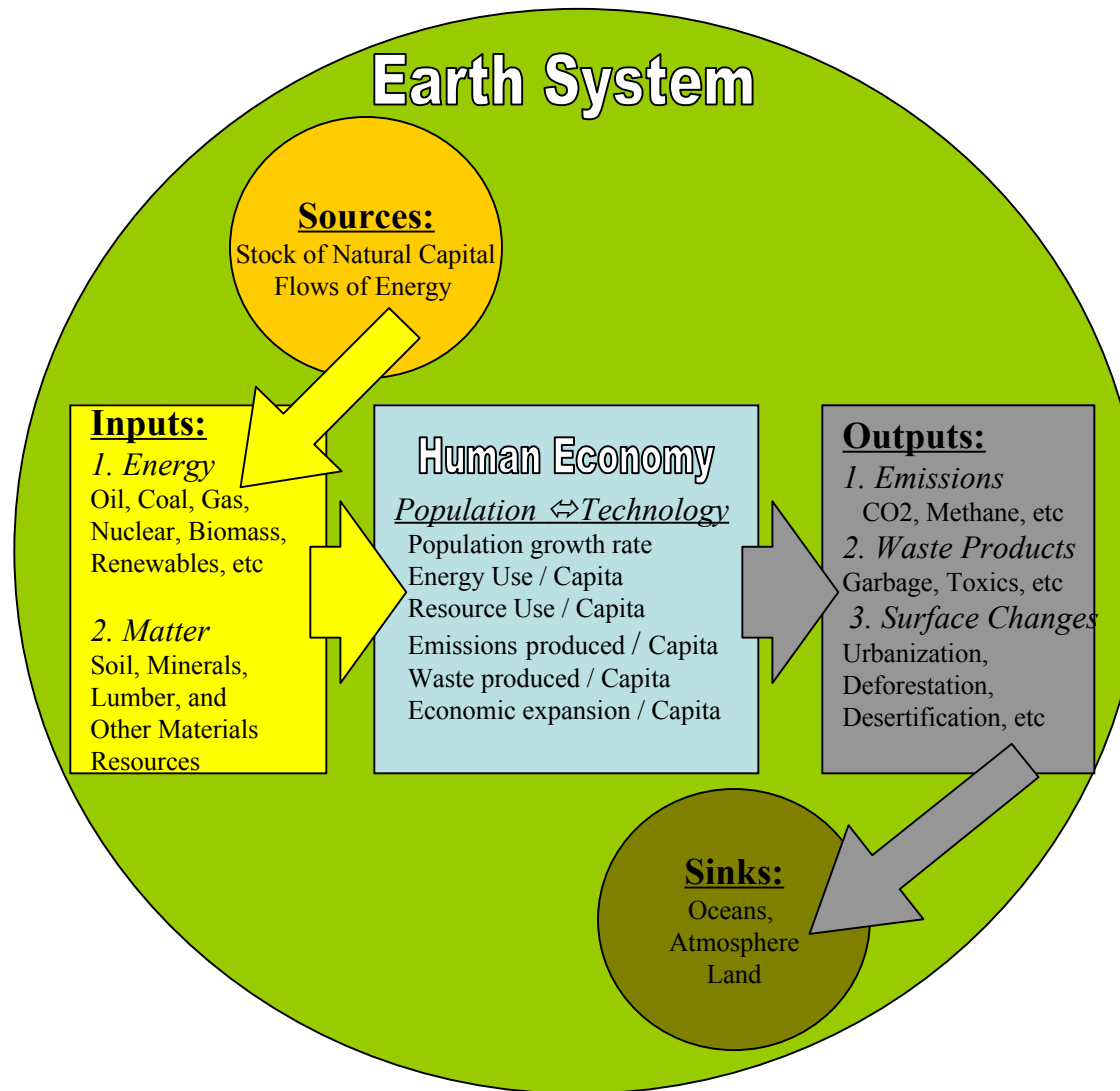 Earth System
Sources:
Stock of Natural Capital
Flows of Energy
Inputs:
1. Energy
Oil, Coal, Gas,
Nuclear, Biomass,
Renewables, etc
2. Matter
Soil, Minerals,
Lumber, and
Other Materials
Resources
Human Economy
Population ⇔Technology
Population growth rate
Energy Use / Capita
Resource Use / Capita
Emissions produced / Capita
Waste produced / Capita
Economic expansion / Capita
Outputs:
1. Emissions
CO2, Methane, etc
2. Waste Products
Garbage, Toxics, etc
3. Surface Changes
Urbanization,
Deforestation,
Desertification, etc
Sinks:
Oceans,
Atmosphere
Land